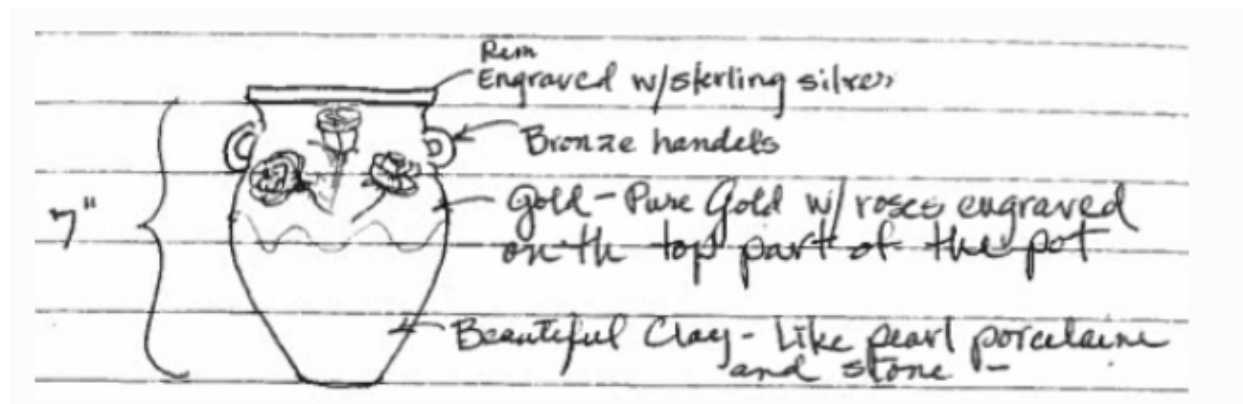 Rim
Engraved w/sterling silver
Bronze handels
7"
Gold - Pure Gold w/ roses engraved
on th top part of the pot
Beautiful Clay - Like pearl porcelaine
and stone -